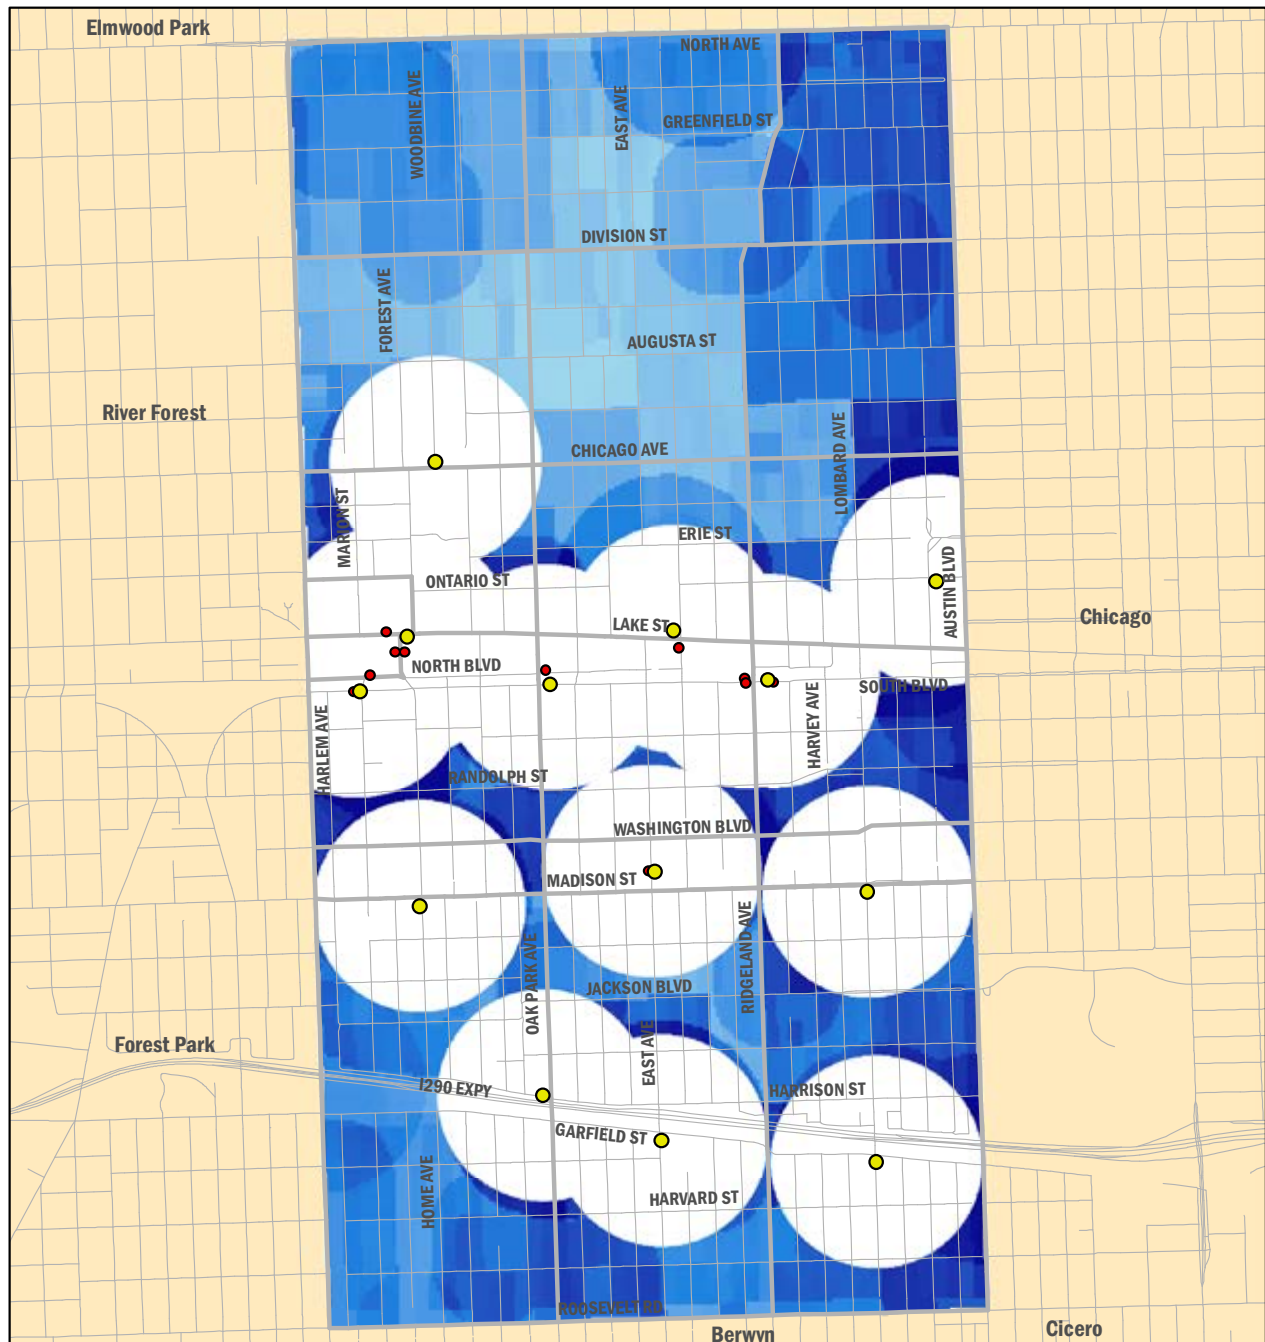 Elmwood Park
NORTH AVE
WOODBINE AVE
EAST AVE
GREENFIELD ST
DIVISION ST
FOREST AVE
AUGUSTA ST
River Forest
CHICAGO AVE
LOMBARD AVE
MARION ST
ERIE ST
ONTARIO ST
AUSTIN BLVD
Chicago
LAKE ST
NORTH BLVD
SOUTH BLVD
HARLEM AVE
HARVEY AVE
RANDOLPH ST
WASHINGTON BLVD
MADISON ST
OAK PARK AVE
RIDGELAND AVE
JACKSON BLVD
Forest Park
EAST AVE
I290 EXPY
HARRISON ST
GARFIELD ST
HOME AVE
HARVARD ST
ROOSEVELT RD
Berwyn
Cicero